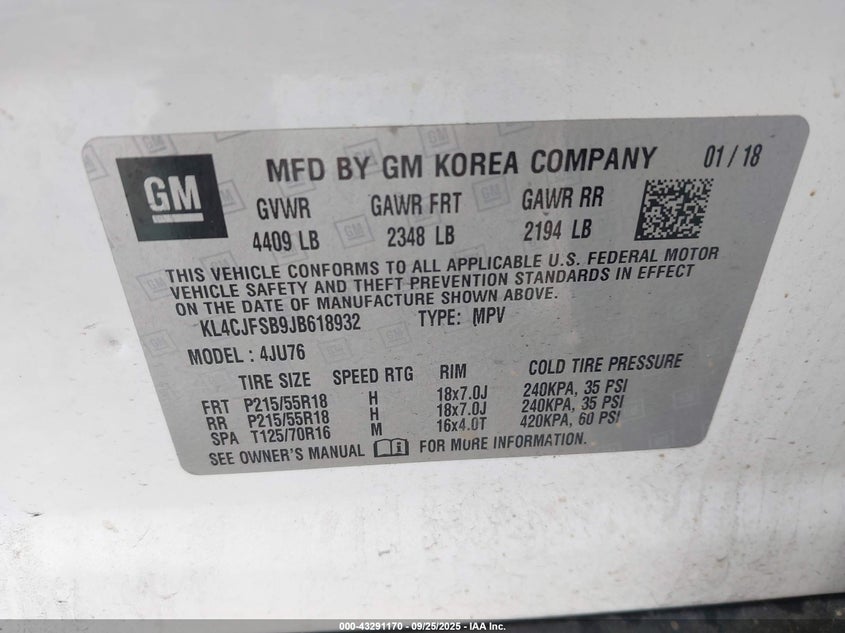 GM
MFD BY GM KOREA COMPANY 01 / 18
GVWR GAWR FRT GAWR RR
4409 LB 2348 LB 2194 LB
THIS VEHICLE CONFORMS TO ALL APPLICABLE U.S. FEDERAL MOTOR
VEHICLE SAFETY AND THEFT PREVENTION STANDARDS IN EFFECT
ON THE DATE OF MANUFACTURE SHOWN ABOVE.
KL4CJFSB9JB618932 TYPE: MPV
MODEL : 4JU76
TIRE SIZE SPEED RTG RIM COLD TIRE PRESSURE
FRT P215/55R18 H 18x7.0J 240KPA, 35 PSI
RR P215/55R18 H 18x7.0J 240KPA, 35 PSI
SPA T125/70R16 M 16x4.0T 420KPA, 60 PSI
SEE OWNER'S MANUAL FOR MORE INFORMATION.
000-43291170 - 09/25/2025 - IAA Inc.